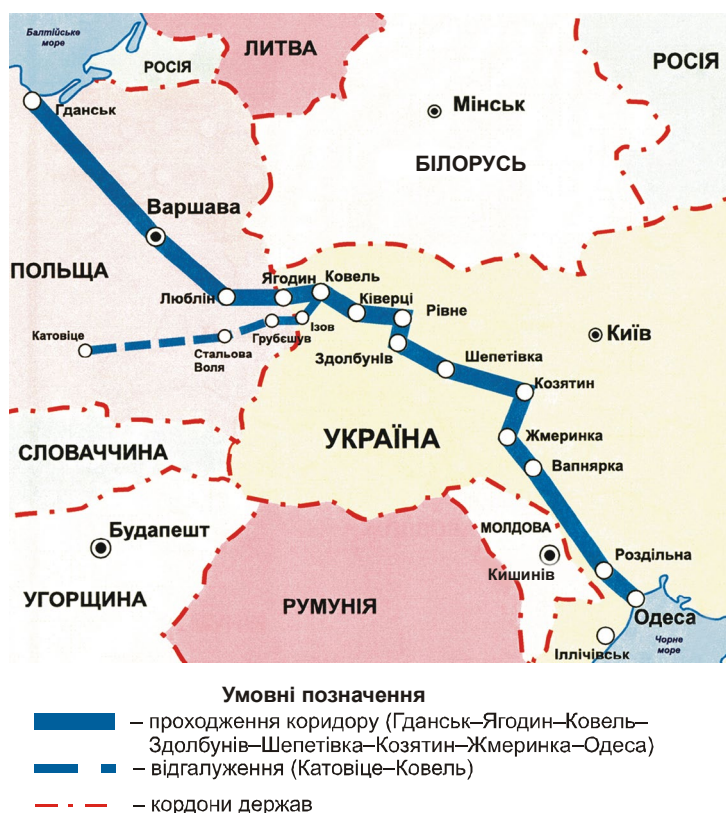 Балтійське
море
ЛИТВА
РОСІЯ
РОСІЯ
Гданськ
Мінськ
БІЛОРУСЬ
Варшава
ПОЛЬЩА
Ягодин
Ковель
Люблін
Ківерці
Рівне
Ізов
Грубєшув
Катовіце
Стальова
Воля
Здолбунів
Київ
Шепетівка
Козятин
УКРАЇНА
Жмеринка
СЛОВАЧЧИНА
Вапнярка
Будапешт
МОЛДОВА
Роздільна
Кишинів
УГОРЩИНА
РУМУНІЯ
Одеса
Чорне
море
Іллічівськ
Умовні позначення
– проходження коридору (Гданськ–Ягодин–Ковель–
Здолбунів–Шепетівка–Козятин–Жмеринка–Одеса)
– відгалуження (Катовіце–Ковель)
– кордони держав